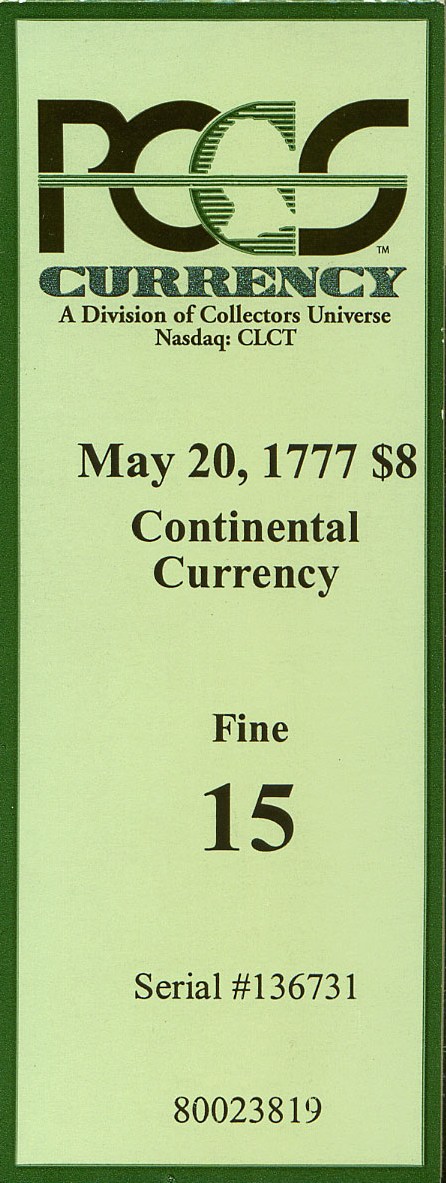 PCGS
™
CURRENCY
A Division of Collectors Universe
Nasdaq: CLCT
May 20, 1777 $8
Continental
Currency
Fine
15
Serial #136731
80023819